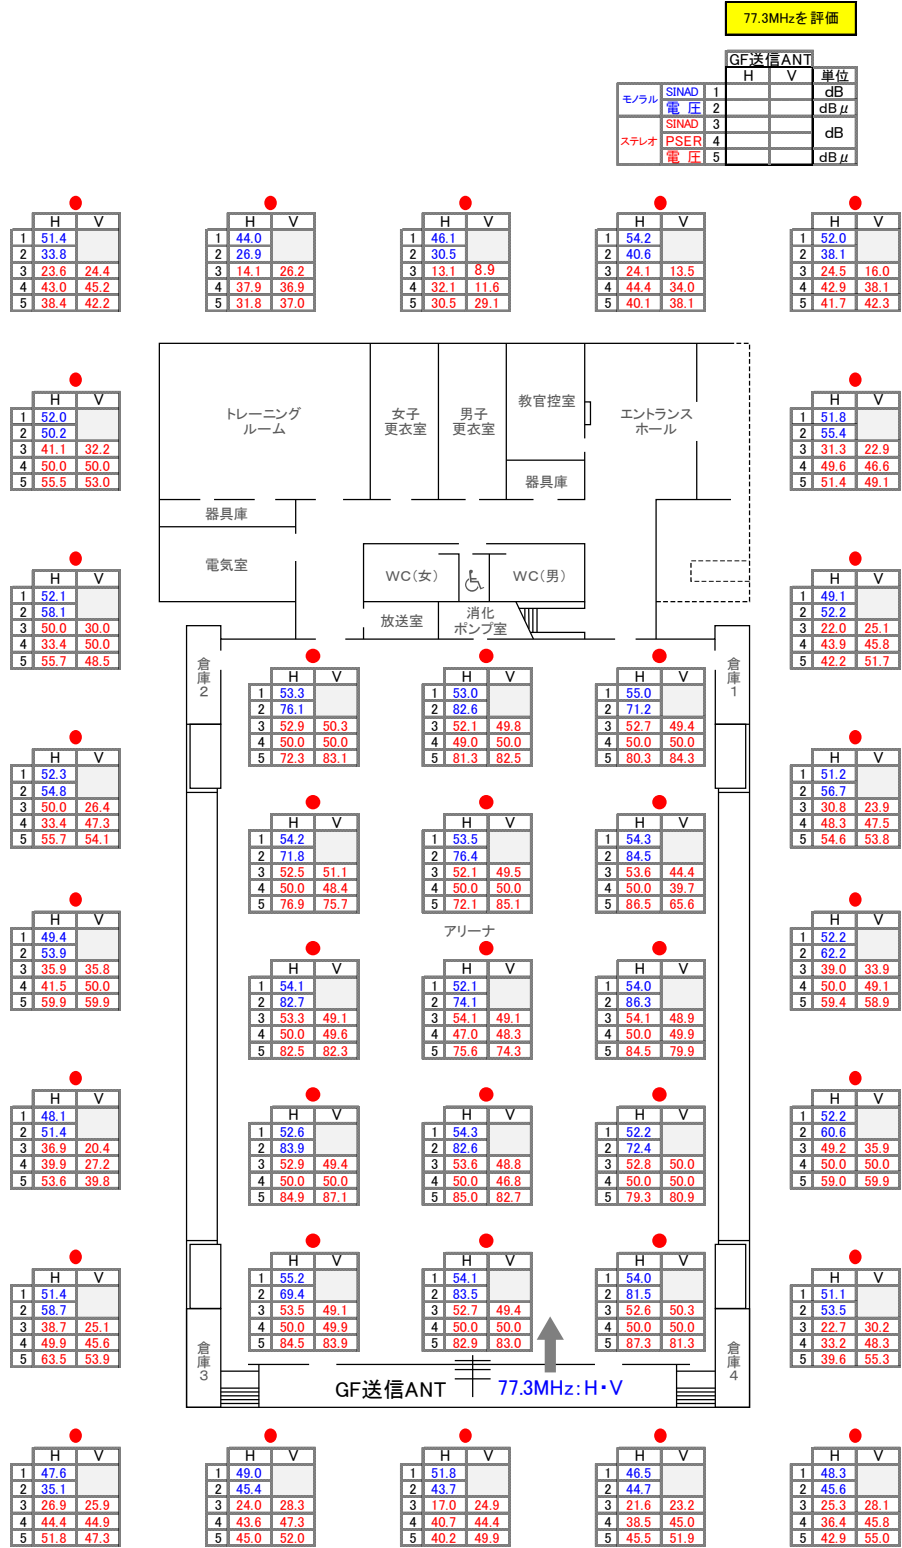 77.3MHzを評価
GF送信ANT
H V 単位
モノラル SINAD 1 dB
電 圧 2 dBμ
ステレオ SINAD 3 dB
PSER 4
電 圧 5 dBμ
H V H V H V H V H V
1 51.4 1 44.0 1 46.1 1 54.2 1 52.0
2 33.8 2 26.9 2 30.5 2 40.6 2 38.1
3 23.6 24.4 3 14.1 26.2 3 13.1 8.9 3 24.1 13.5 3 24.5 16.0
4 43.0 45.2 4 37.9 36.9 4 32.1 11.6 4 44.4 34.0 4 42.9 38.1
5 38.4 42.2 5 31.8 37.0 5 30.5 29.1 5 40.1 38.1 5 41.7 42.3
トレーニング
ルーム
女子
更衣室
男子
更衣室
教官控室
エントランス
ホール
器具庫
H V H V
1 52.0 1 51.8
2 50.2 2 55.4
3 41.1 32.2 3 31.3 22.9
4 50.0 50.0 4 49.6 46.6
5 55.5 53.0 5 51.4 49.1
器具庫
電気室
WC(女)
WC(男)
放送室
消化
ポンプ室
H V H V
1 52.1 1 49.1
2 58.1 2 52.2
3 50.0 30.0 3 22.0 25.1
4 33.4 50.0 4 43.9 45.8
5 55.7 48.5 5 42.2 51.7
倉庫2
倉庫1
H V H V H V
1 53.3 1 53.0 1 55.0
2 76.1 2 82.6 2 71.2
3 52.9 50.3 3 52.1 49.8 3 52.7 49.4
4 50.0 50.0 4 49.0 50.0 4 50.0 50.0
5 72.3 83.1 5 81.3 82.5 5 80.3 84.3
H V H V
1 52.3 1 51.2
2 54.8 2 56.7
3 50.0 26.4 3 30.8 23.9
4 33.4 47.3 4 48.3 47.5
5 55.7 54.1 5 54.6 53.8
H V H V H V
1 54.2 1 53.5 1 54.3
2 71.8 2 76.4 2 84.5
3 52.5 51.1 3 52.1 49.5 3 53.6 44.4
4 50.0 48.4 4 50.0 50.0 4 50.0 39.7
5 76.9 75.7 5 72.1 85.1 5 86.5 65.6
アリーナ
H V H V
1 49.4 1 52.2
2 53.9 2 62.2
3 35.9 35.8 3 39.0 33.9
4 41.5 50.0 4 50.0 49.1
5 59.9 59.9 5 59.4 58.9
H V H V H V
1 54.1 1 52.1 1 54.0
2 82.7 2 74.1 2 86.3
3 53.3 49.1 3 54.1 49.1 3 54.1 48.9
4 50.0 49.6 4 47.0 48.3 4 50.0 49.9
5 82.5 82.3 5 75.6 74.3 5 84.5 79.9
H V H V
1 48.1 1 52.2
2 51.4 2 60.6
3 36.9 20.4 3 49.2 35.9
4 39.9 27.2 4 50.0 50.0
5 53.6 39.8 5 59.0 59.9
H V H V H V
1 52.6 1 54.3 1 52.2
2 83.9 2 82.6 2 72.4
3 52.9 49.4 3 53.6 48.8 3 52.8 50.0
4 50.0 50.0 4 50.0 46.8 4 50.0 50.0
5 84.9 87.1 5 85.0 82.7 5 79.3 80.9
H V H V H V
1 55.2 1 54.1 1 54.0
2 69.4 2 83.5 2 81.5
3 53.5 49.1 3 52.7 49.4 3 52.6 50.3
4 50.0 49.9 4 50.0 50.0 4 50.0 50.0
5 84.5 83.9 5 82.9 83.0 5 87.3 81.3
H V H V
1 51.4 1 51.1
2 58.7 2 53.5
3 38.7 25.1 3 22.7 30.2
4 49.9 45.6 4 33.2 48.3
5 63.5 53.9 5 39.6 55.3
倉庫3
倉庫4
GF送信ANT
77.3MHz:H・V
H V H V H V H V H V
1 47.6 1 49.0 1 51.8 1 46.5 1 48.3
2 35.1 2 45.4 2 43.7 2 44.7 2 45.6
3 26.9 25.9 3 24.0 28.3 3 17.0 24.9 3 21.6 23.2 3 25.3 28.1
4 44.4 44.9 4 43.6 47.3 4 40.7 44.4 4 38.5 45.0 4 36.4 45.8
5 51.8 47.3 5 45.0 52.0 5 40.2 49.9 5 45.5 51.9 5 42.9 55.0